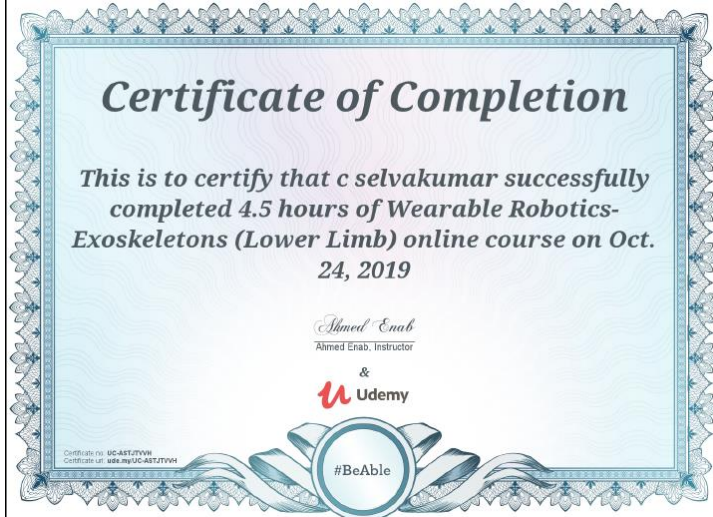 Certificate of Completion
This is to certify that c selvakumar successfully
completed 4.5 hours of Wearable Robotics-
Exoskeletons (Lower Limb) online course on Oct.
24, 2019
Ahmed Enab
Ahmed Enab, Instructor
&
Udemy
Certificate no: UC-ASTJTVVH
Certificate url: ude.my/UC-ASTJTVVH
#BeAble